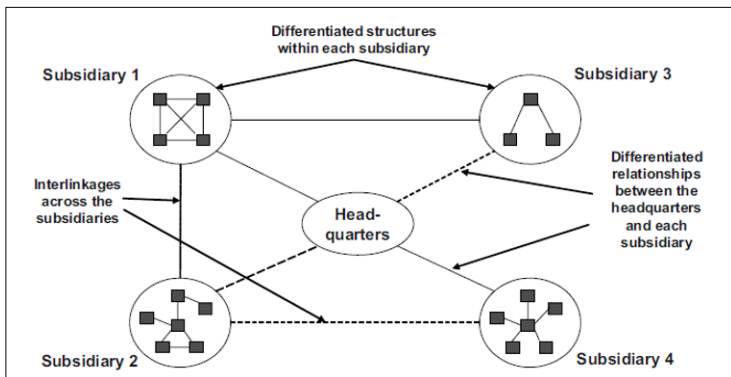 Differentiated structures
within each subsidiary
Subsidiary 1
Subsidiary 3
Interlinkages
across the
subsidiaries
Head-
quarters
Differentiated
relationships
between the
headquarters
and each
subsidiary
Subsidiary 2
Subsidiary 4